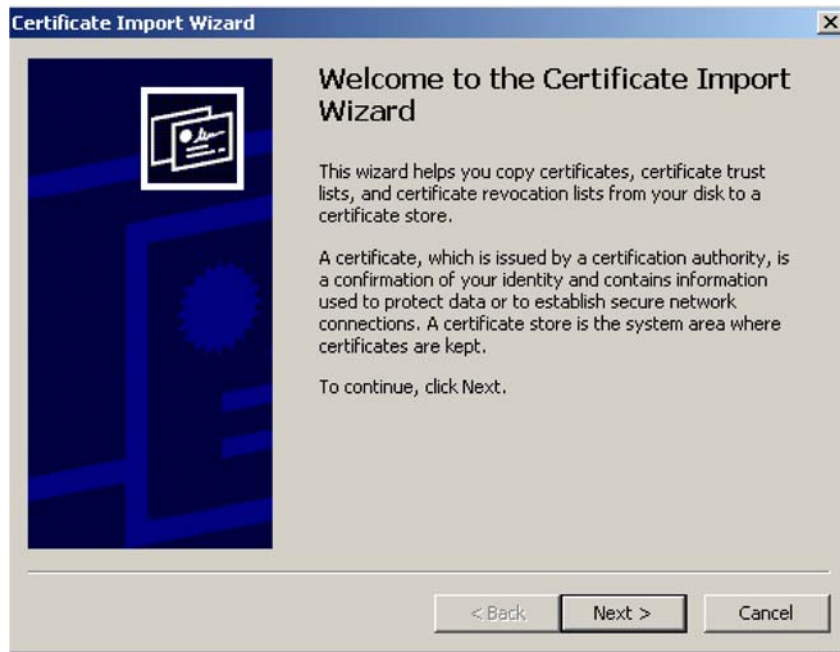 Certificate Import Wizard
Welcome to the Certificate Import
Wizard
This wizard helps you copy certificates, certificate trust
lists, and certificate revocation lists from your disk to a
certificate store.
A certificate, which is issued by a certification authority, is
a confirmation of your identity and contains information
used to protect data or to establish secure network
connections. A certificate store is the system area where
certificates are kept.
To continue, click Next.
< Back Next > Cancel